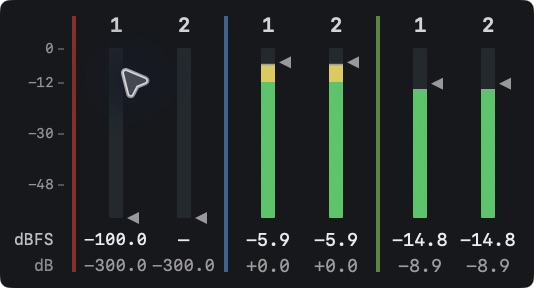 1 2 1 2 1 2
0 –
−12 –
−30 –
−48 –
dBFS −100.0 – −5.9 −5.9 −14.8 −14.8
dB −300.0 −300.0 +0.0 +0.0 −8.9 −8.9